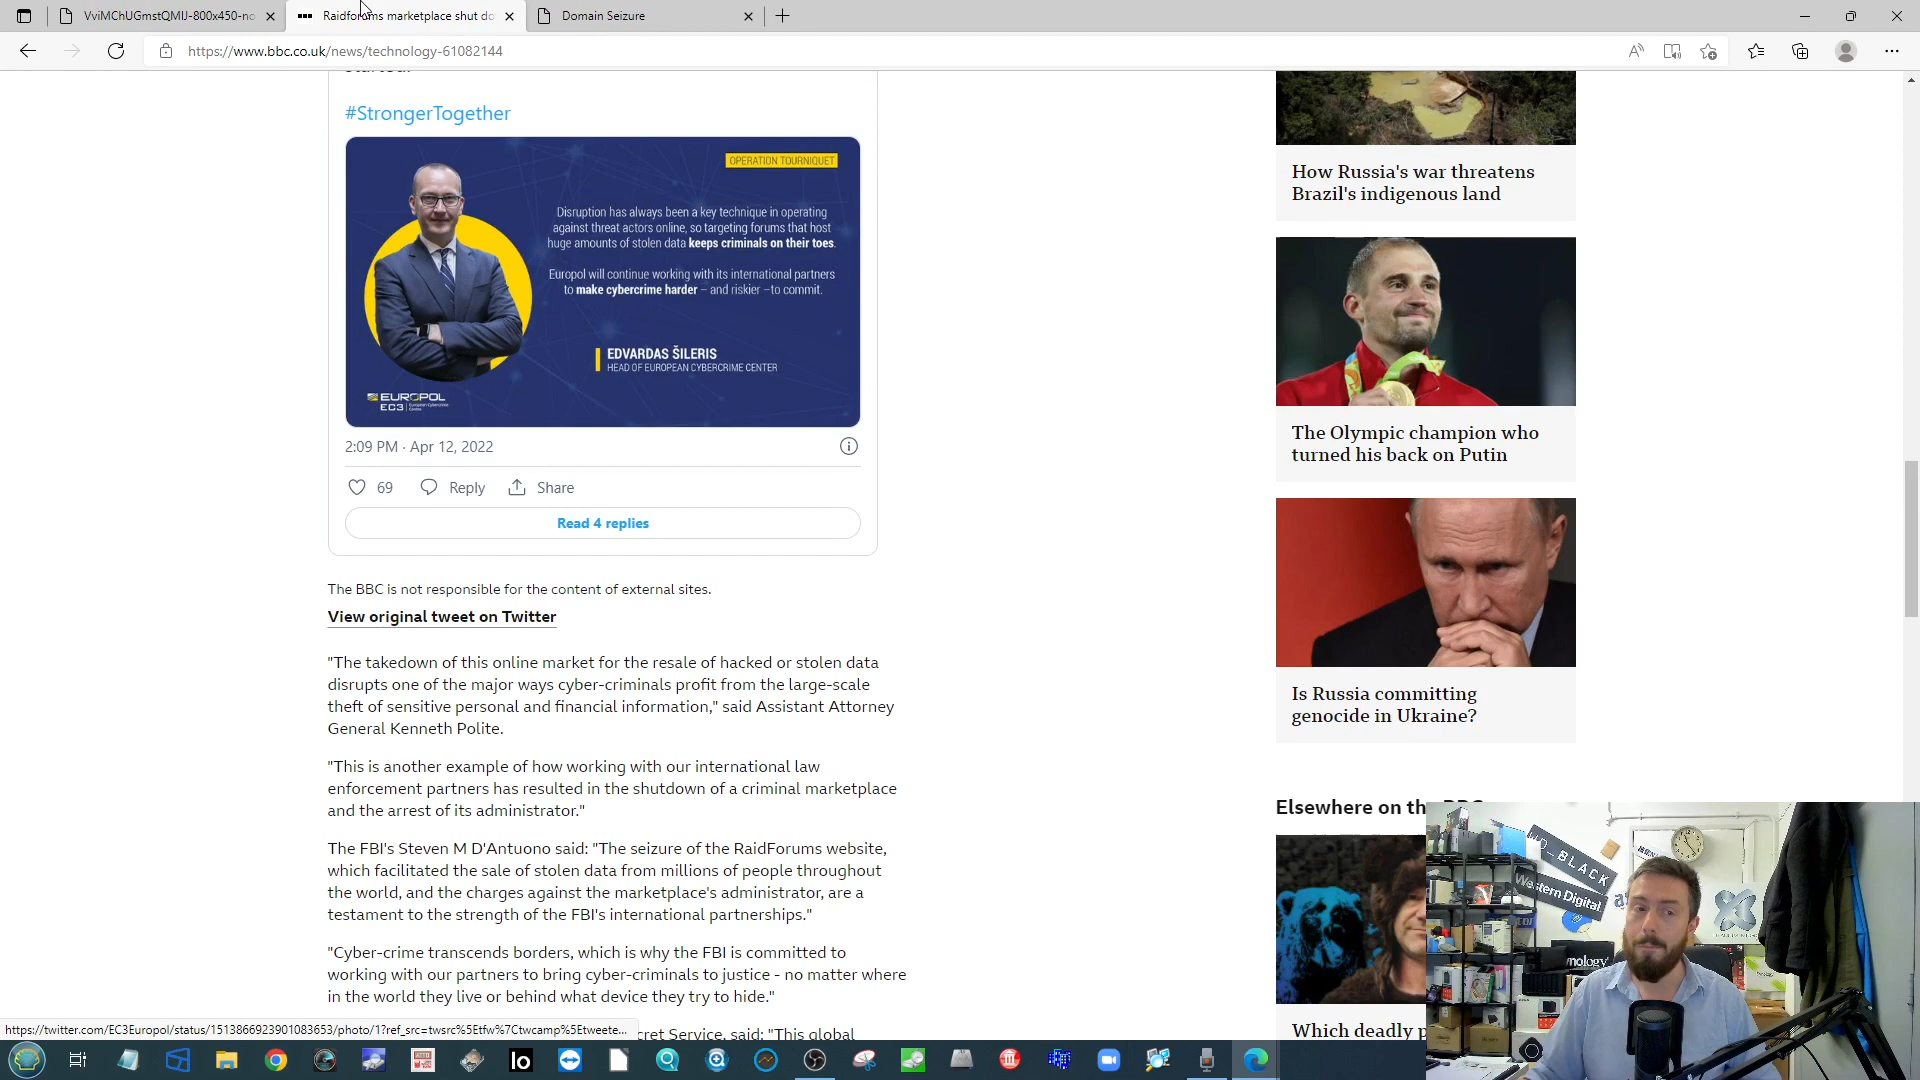 VviMChUGmstQMIJ-800x450-no
Raidforums marketplace shut do
Domain Seizure
https://www.bbc.co.uk/news/technology-61082144
#StrongerTogether
OPERATION TOURNIQUET
Disruption has always been a key technique in operating
against threat actors online, so targeting forums that host
huge amounts of stolen data keeps criminals on their toes.
Europol will continue working with its international partners
to make cybercrime harder – and riskier –to commit.
EDVARDAS ŠILERIS
HEAD OF EUROPEAN CYBERCRIME CENTER
EUROPOL
EC3 European Cybercrime
Centre
2:09 PM · Apr 12, 2022
69 Reply Share
Read 4 replies
The BBC is not responsible for the content of external sites.
View original tweet on Twitter
"The takedown of this online market for the resale of hacked or stolen data
disrupts one of the major ways cyber-criminals profit from the large-scale
theft of sensitive personal and financial information," said Assistant Attorney
General Kenneth Polite.
"This is another example of how working with our international law
enforcement partners has resulted in the shutdown of a criminal marketplace
and the arrest of its administrator."
The FBI's Steven M D'Antuono said: "The seizure of the RaidForums website,
which facilitated the sale of stolen data from millions of people throughout
the world, and the charges against the marketplace's administrator, are a
testament to the strength of the FBI's international partnerships."
"Cyber-crime transcends borders, which is why the FBI is committed to
working with our partners to bring cyber-criminals to justice - no matter where
in the world they live or behind what device they try to hide."
cret Service, said: "This global
https://twitter.com/EC3Europol/status/1513866923901083653/photo/1?ref_src=twsrc%5Etfw%7Ctwcamp%5Etweete...
How Russia's war threatens
Brazil's indigenous land
The Olympic champion who
turned his back on Putin
Is Russia committing
genocide in Ukraine?
Elsewhere on the BBC
Which deadly p
_BLACK
Western Digital
nology
IO